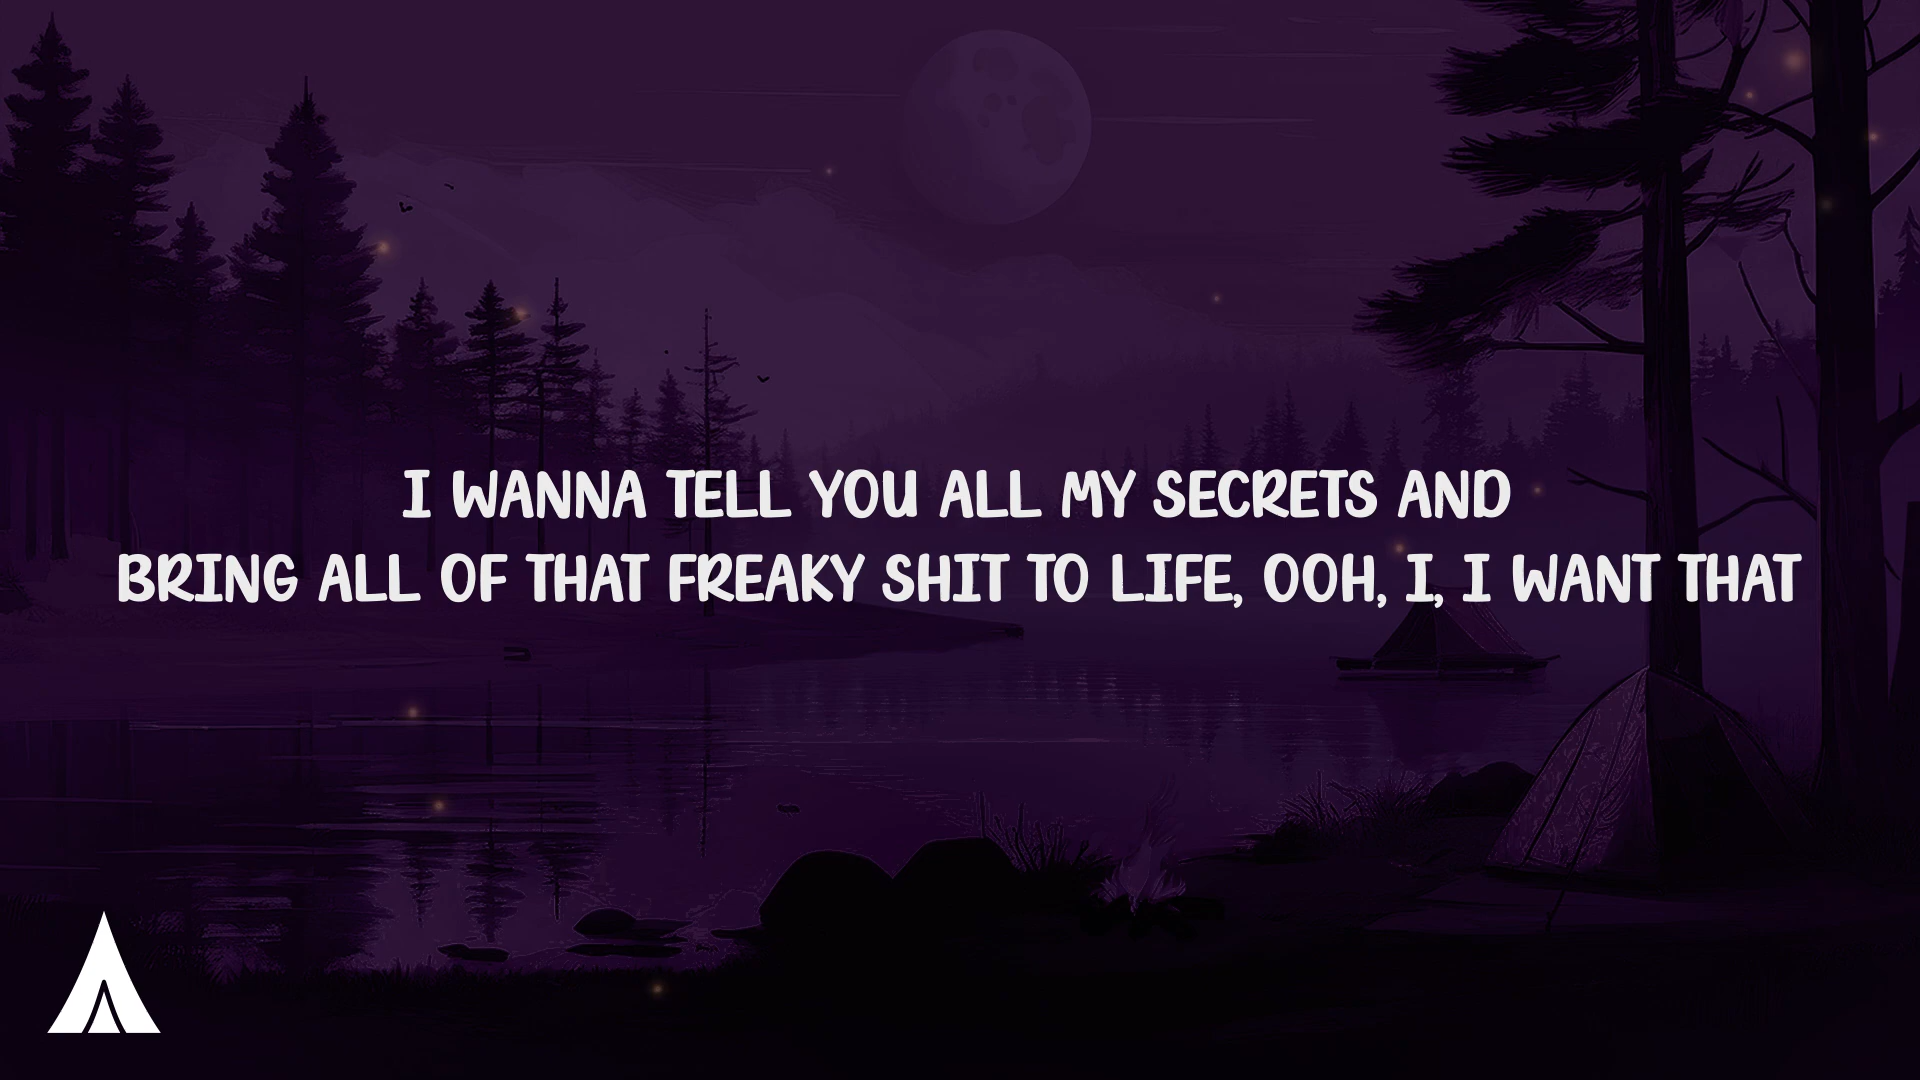 I WANNA TELL YOU ALL MY SECRETS AND
BRING ALL OF THAT FREAKY SHIT TO LIFE, OOH, I, I WANT THAT